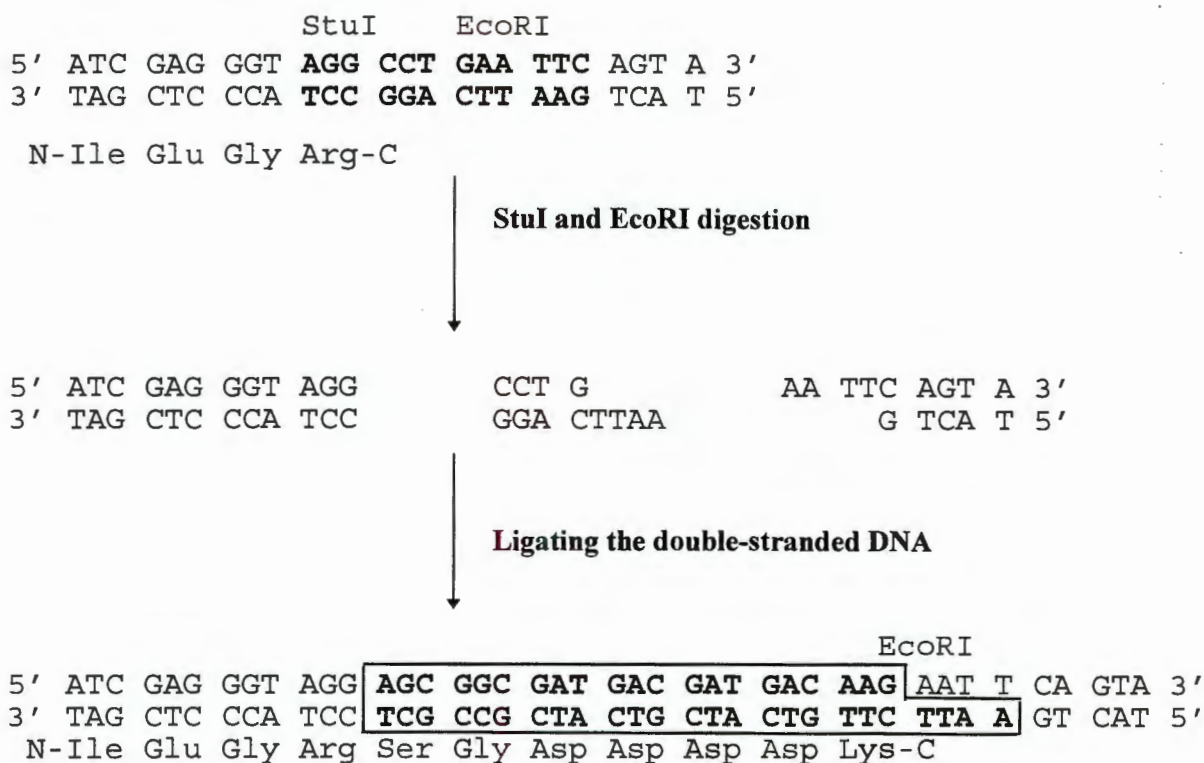 StuI EcoRI
5' ATC GAG GGT AGG CCT GAA TTC AGT A 3'
3' TAG CTC CCA TCC GGA CTT AAG TCA T 5'
N-Ile Glu Gly Arg-C
StuI and EcoRI digestion
5' ATC GAG GGT AGG CCT G AA TTC AGT A 3'
3' TAG CTC CCA TCC GGA CTTAA G TCA T 5'
Ligating the double-stranded DNA
EcoRI
5' ATC GAG GGT AGG AGC GGC GAT GAC GAT GAC AAG AAT T CA GTA 3'
3' TAG CTC CCA TCC TCG CCG CTA CTG CTA CTG TTC TTA A GT CAT 5'
N-Ile Glu Gly Arg Ser Gly Asp Asp Asp Asp Lys-C